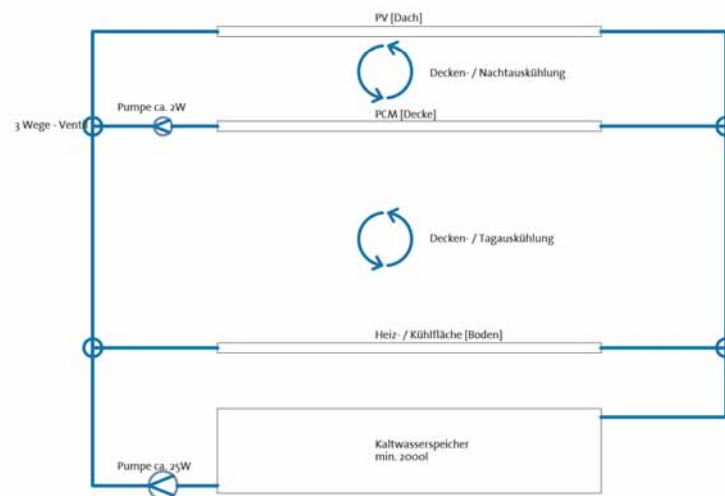 PV [Dach]
Decken- / Nachtauskühlung
Pumpe ca. 2W
PCM [Decke]
3 Wege - Ventil
Decken- / Tagauskühlung
Heiz- / Kühlfläche [Boden]
Kaltwasserspeicher
min. 2000l
Pumpe ca. 25W